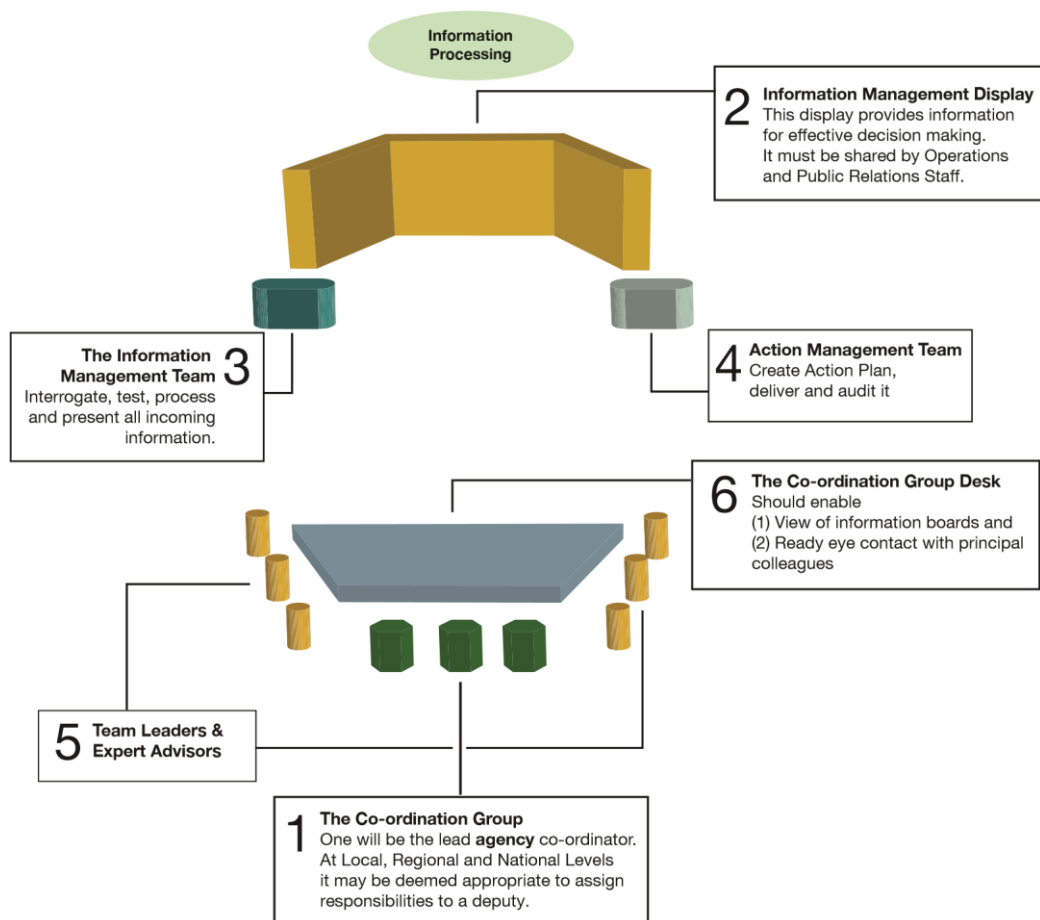 Information
Processing
2
Information Management Display
This display provides information
for effective decision making.
It must be shared by Operations
and Public Relations Staff.
The Information
Management Team
3
Interrogate, test, process
and present all incoming
information.
4
Action Management Team
Create Action Plan,
deliver and audit it
6
The Co-ordination Group Desk
Should enable
(1) View of information boards and
(2) Ready eye contact with principal
colleagues
5
Team Leaders &
Expert Advisors
1
The Co-ordination Group
One will be the lead agency co-ordinator.
At Local, Regional and National Levels
it may be deemed appropriate to assign
responsibilities to a deputy.